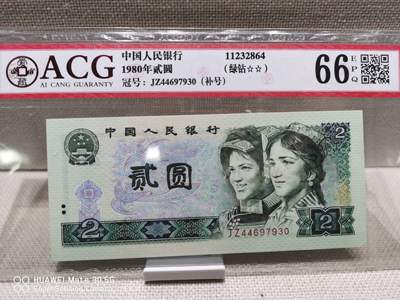 ACG
AI CANG GUARANTY
中国人民银行 11232864
1980年贰圆 (绿钻☆☆)
冠号: JZ44697930 (补号)
66 EPQ
中国人民银行
2
贰圆
2
2
JZ44697930
HUAWEI Mate 30 5G